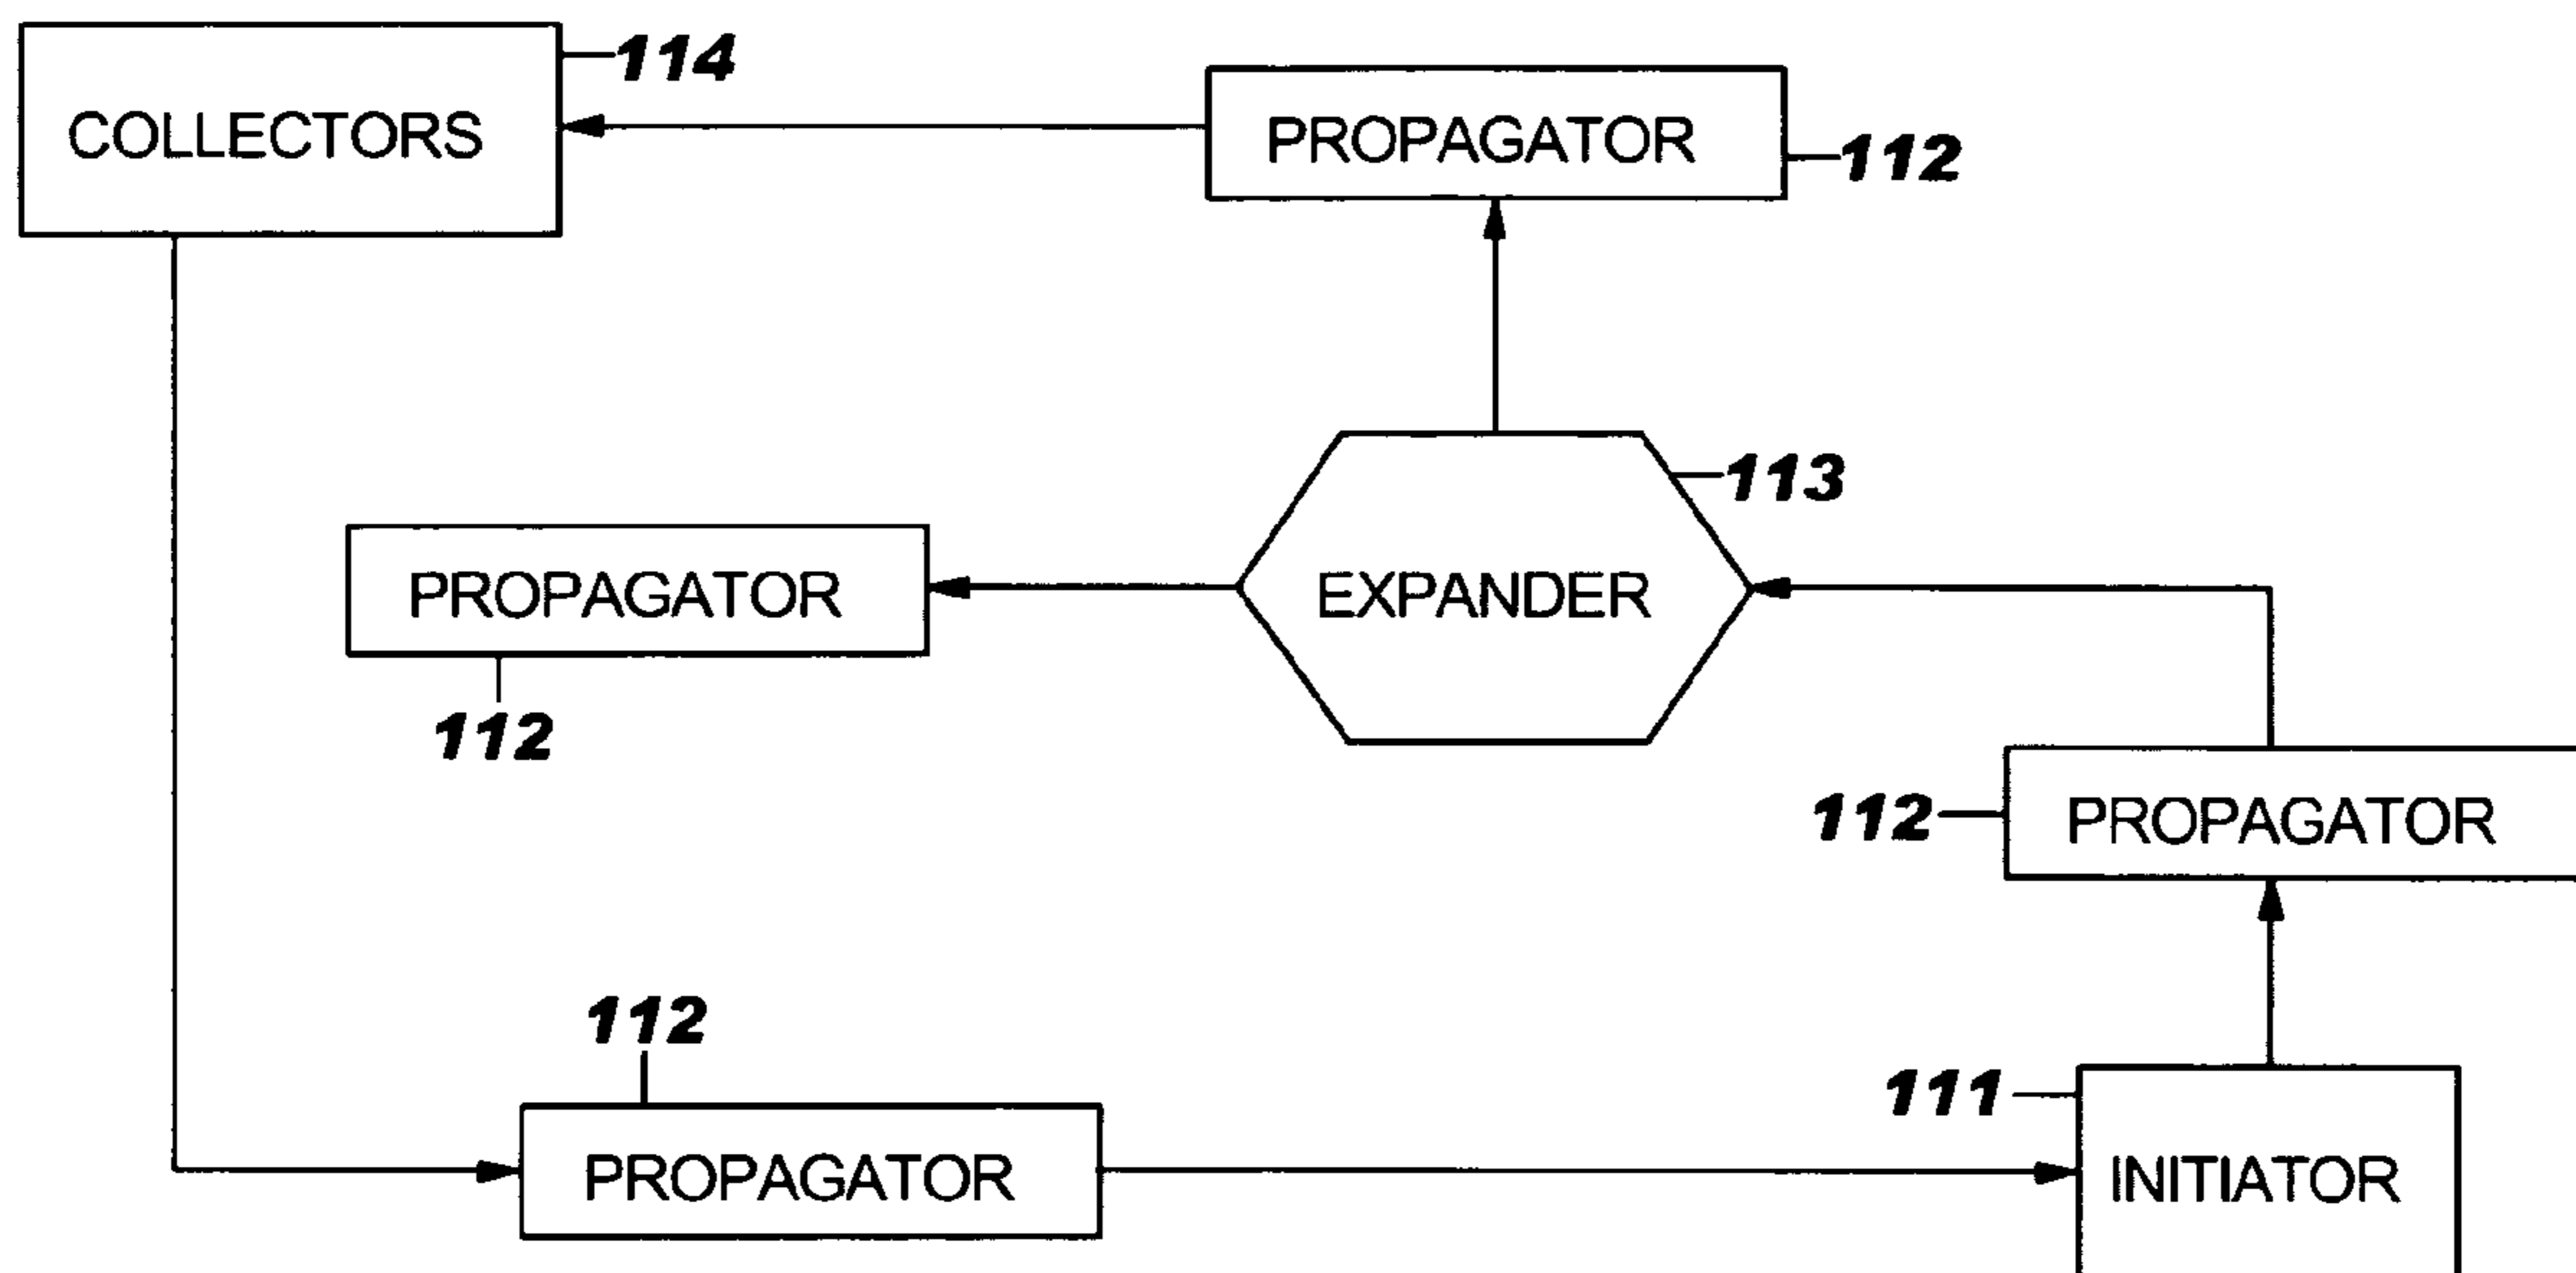 114
COLLECTORS
PROPAGATOR
112
113
PROPAGATOR
EXPANDER
112
112
PROPAGATOR
112
111
PROPAGATOR
INITIATOR